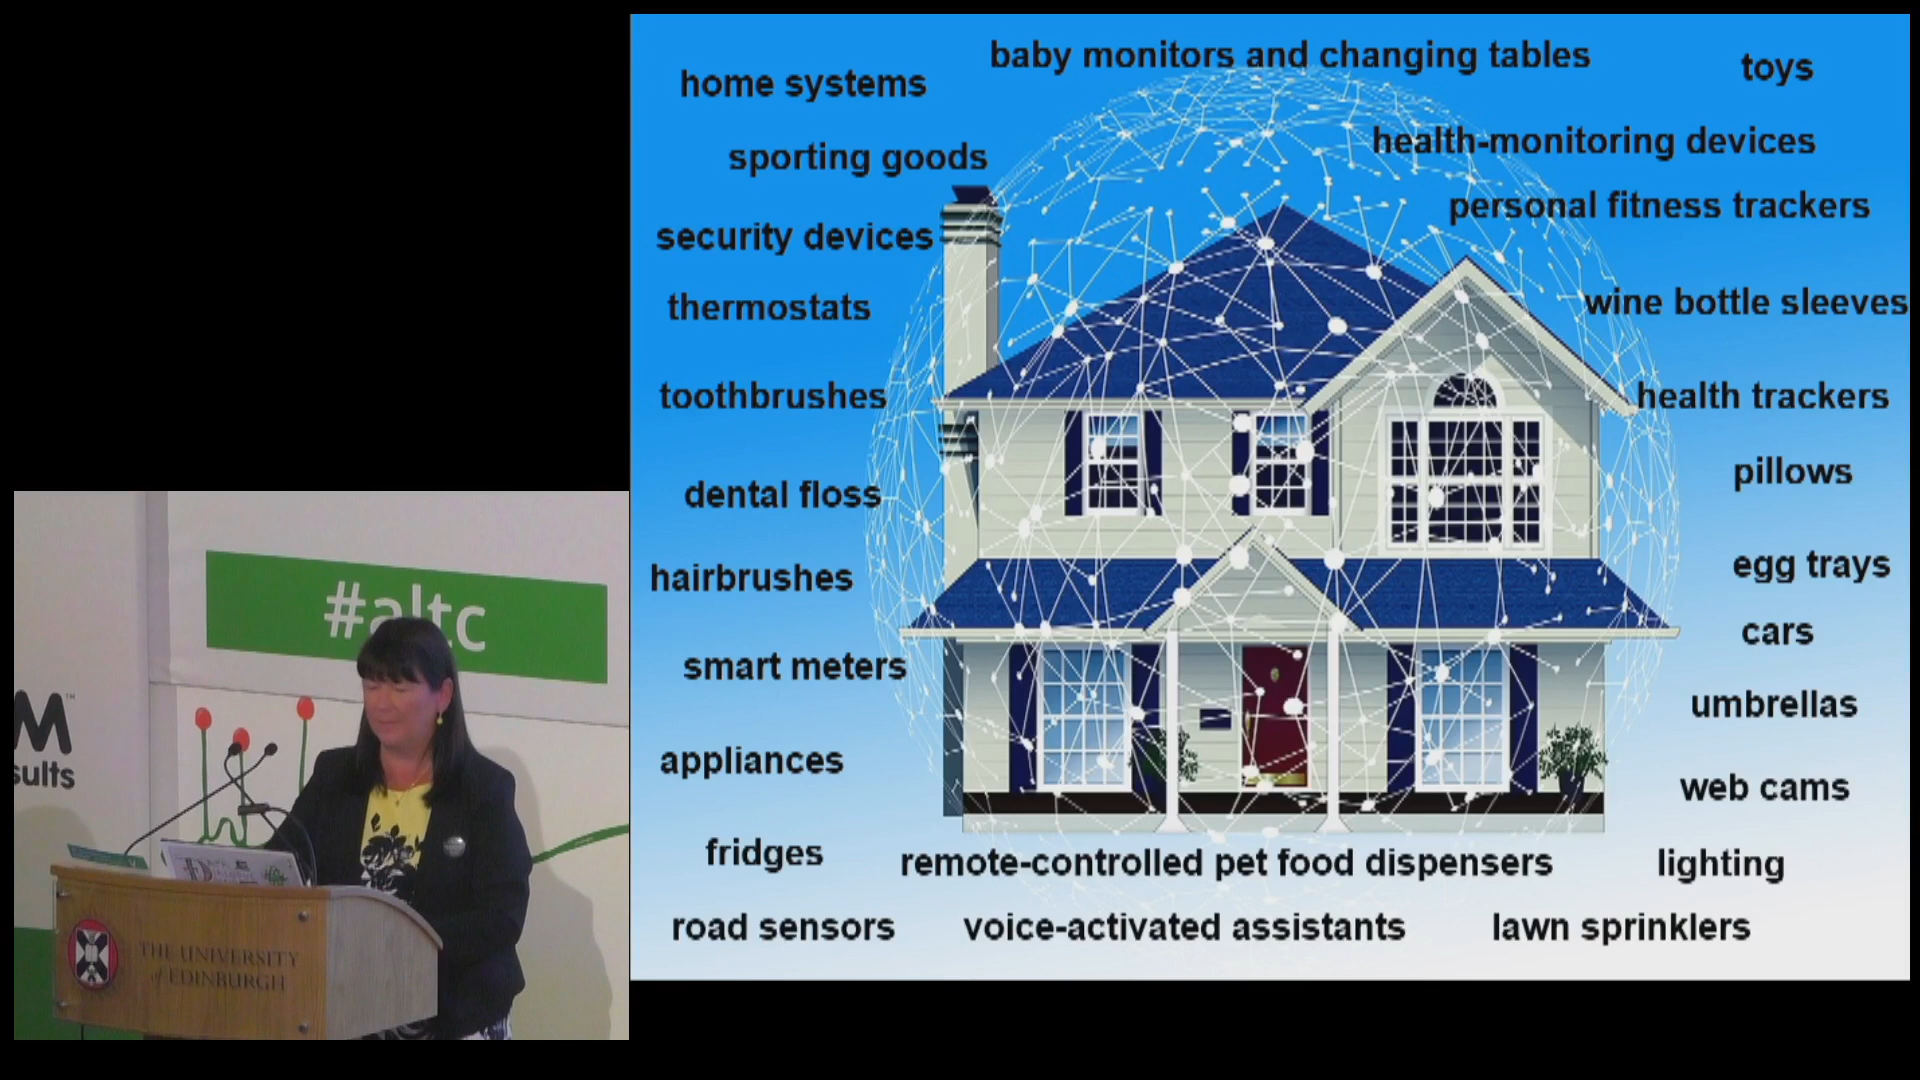 baby monitors and changing tables
toys
home systems
health-monitoring devices
sporting goods
personal fitness trackers
security devices
wine bottle sleeves
thermostats
toothbrushes
health trackers
dental floss
pillows
hairbrushes
egg trays
cars
smart meters
umbrellas
appliances
web cams
fridges
remote-controlled pet food dispensers
lighting
road sensors
voice-activated assistants
lawn sprinklers
#altc
M™
sults
THE UNIVERSITY
of EDINBURGH